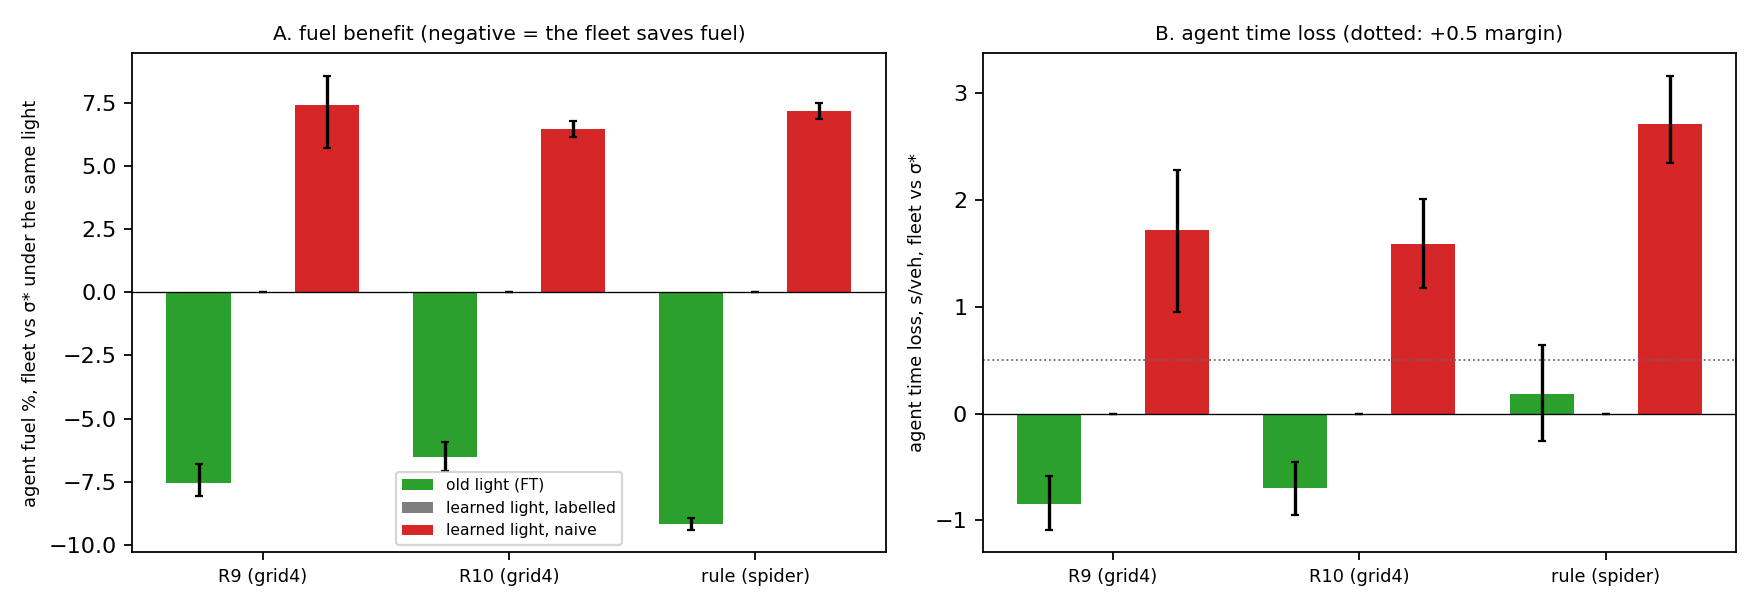 A. fuel benefit (negative = the fleet saves fuel)
agent fuel %, fleet vs σ* under the same light
7.5
5.0
2.5
0.0
−2.5
−5.0
−7.5
−10.0
old light (FT)
learned light, labelled
learned light, naive
R9 (grid4)
R10 (grid4)
rule (spider)
B. agent time loss (dotted: +0.5 margin)
agent time loss, s/veh, fleet vs σ*
3
2
1
0
−1
R9 (grid4)
R10 (grid4)
rule (spider)